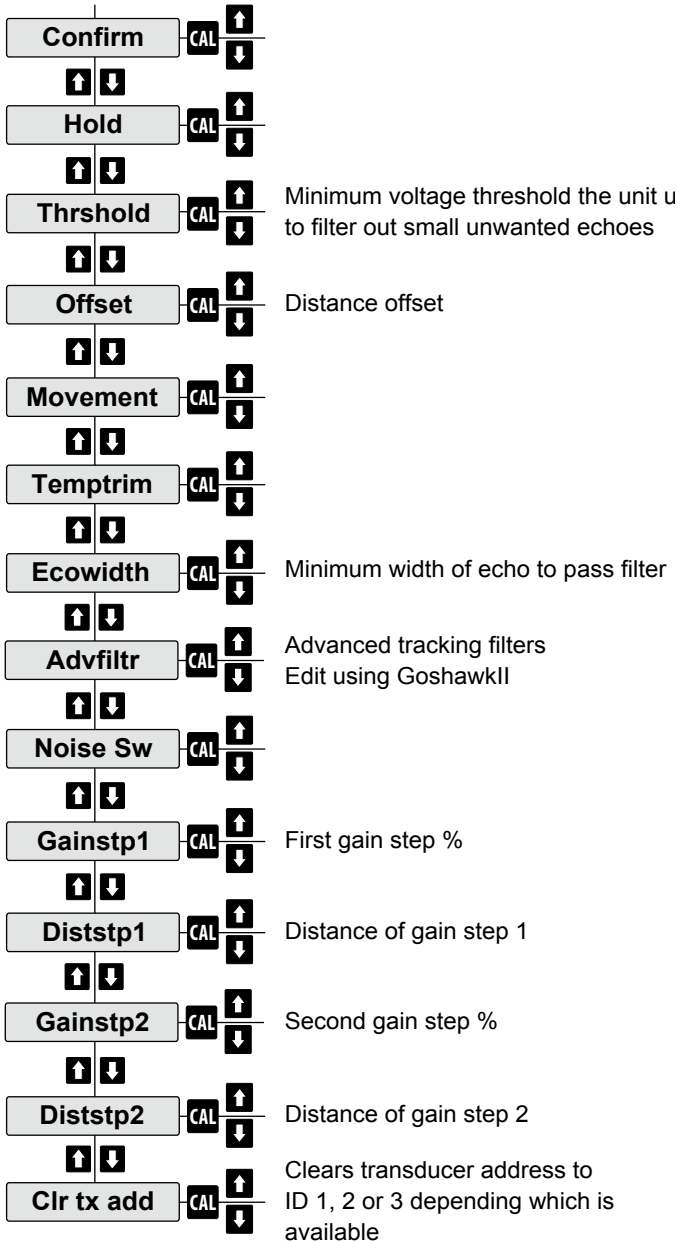 Confirm CAL
Hold CAL
Thrshold CAL Minimum voltage threshold the unit
to filter out small unwanted echoes
Offset CAL Distance offset
Movement CAL
Temptrim CAL
Ecowidth CAL Minimum width of echo to pass filter
Advfiltr CAL Advanced tracking filters
Edit using GoshawkII
Noise Sw CAL
Gainstp1 CAL First gain step %
Diststp1 CAL Distance of gain step 1
Gainstp2 CAL Second gain step %
Diststp2 CAL Distance of gain step 2
Clr tx add CAL Clears transducer address to
ID 1, 2 or 3 depending which is
available